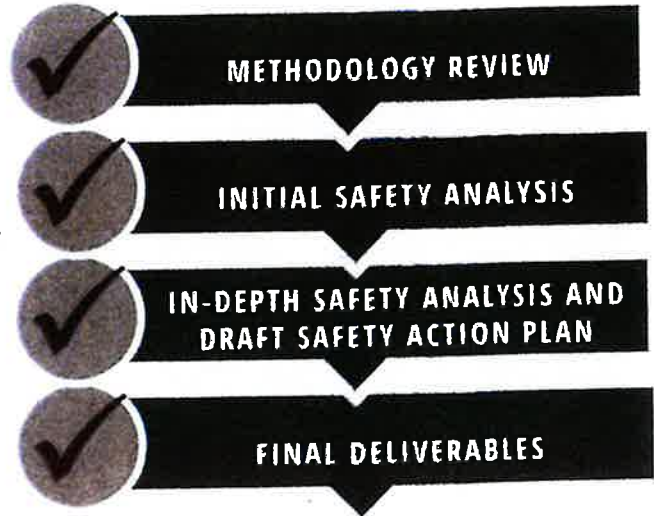 METHODOLOGY REVIEW
INITIAL SAFETY ANALYSIS
IN-DEPTH SAFETY ANALYSIS AND
DRAFT SAFETY ACTION PLAN
FINAL DELIVERABLES